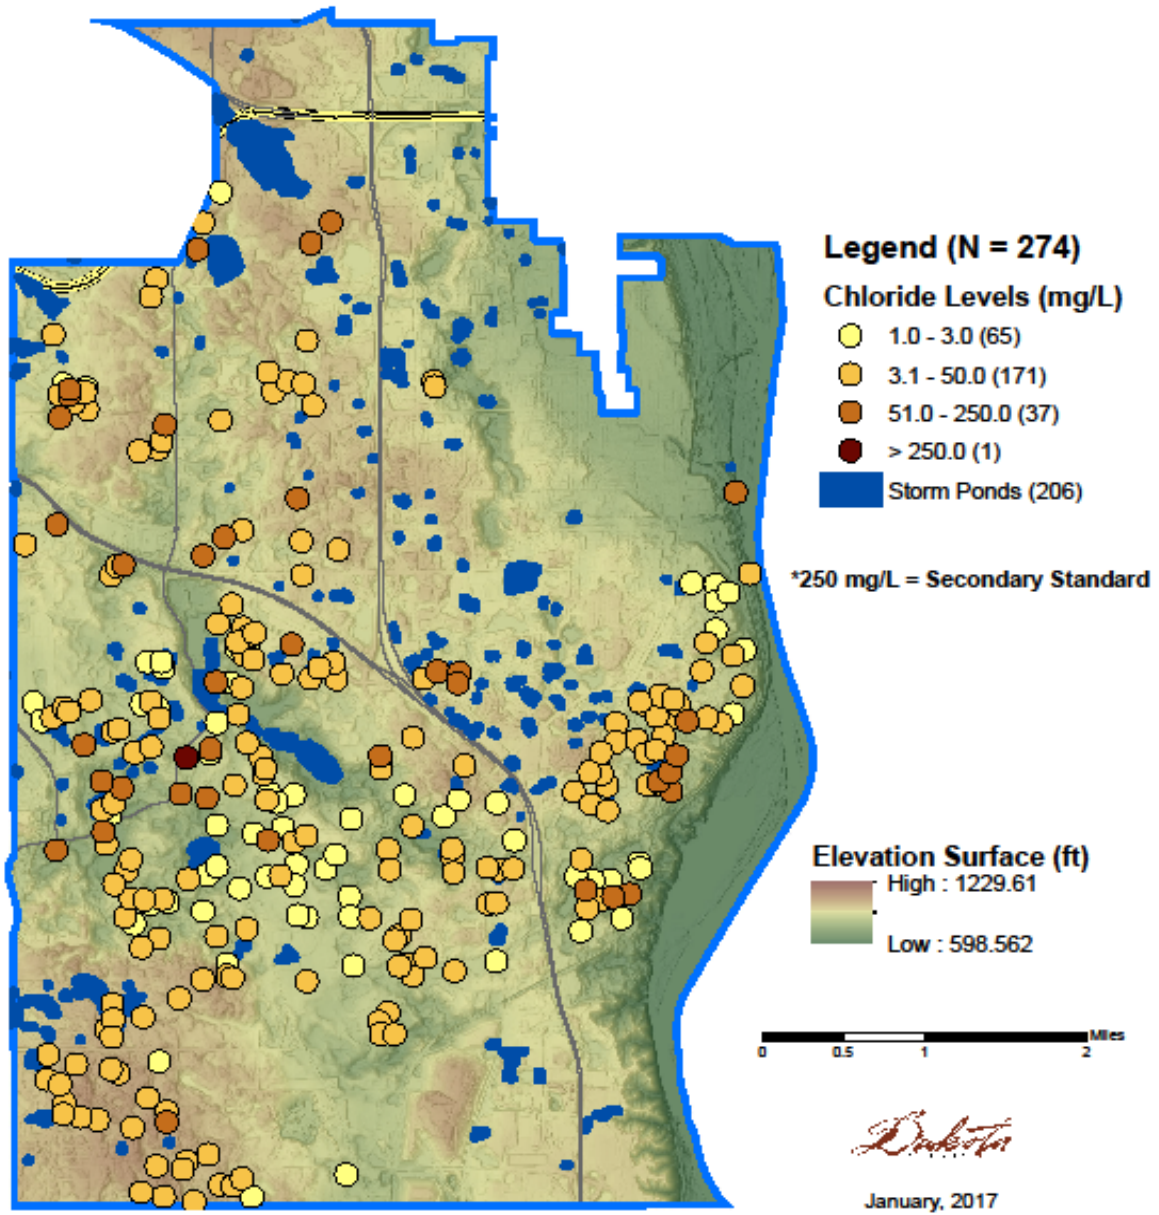 Legend (N = 274)
Chloride Levels (mg/L)
1.0 - 3.0 (65)
3.1 - 50.0 (171)
51.0 - 250.0 (37)
> 250.0 (1)
Storm Ponds (206)
*250 mg/L = Secondary Standard
Elevation Surface (ft)
High : 1229.61
Low : 598.562
Miles
0 0.5 1 2
Dakota
January, 2017